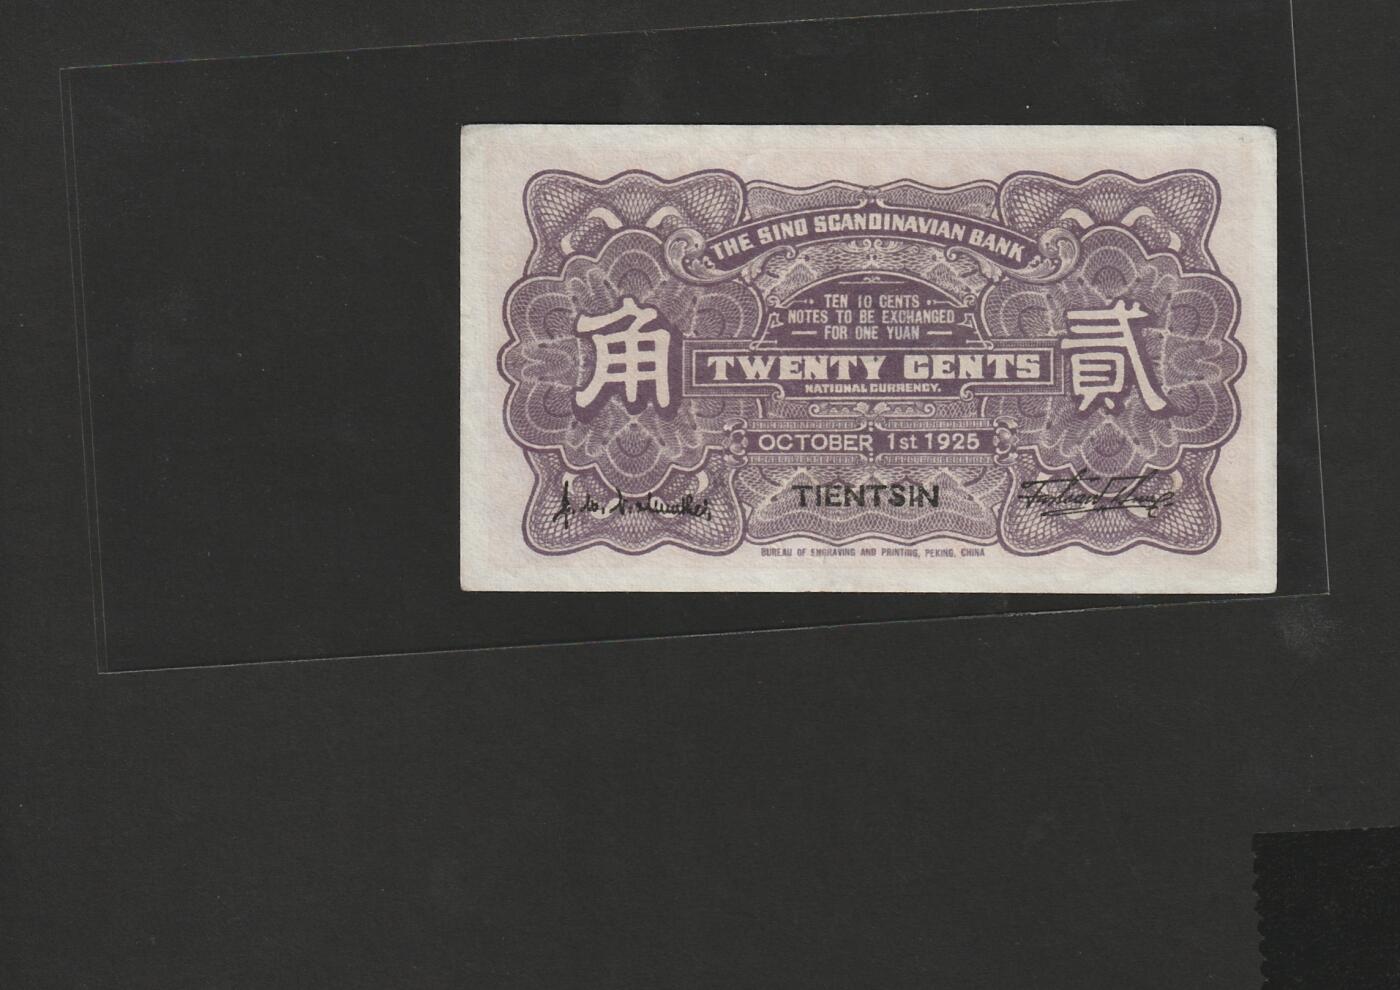 THE SINO SCANDINAVIAN BANK
TEN 10 CENTS
NOTES TO BE EXCHANGED
FOR ONE YUAN
角 貳
TWENTY CENTS
NATIONAL CURRENCY.
OCTOBER 1st 1925
TIENTSIN
BUREAU OF ENGRAVING AND PRINTING, PEKING, CHINA